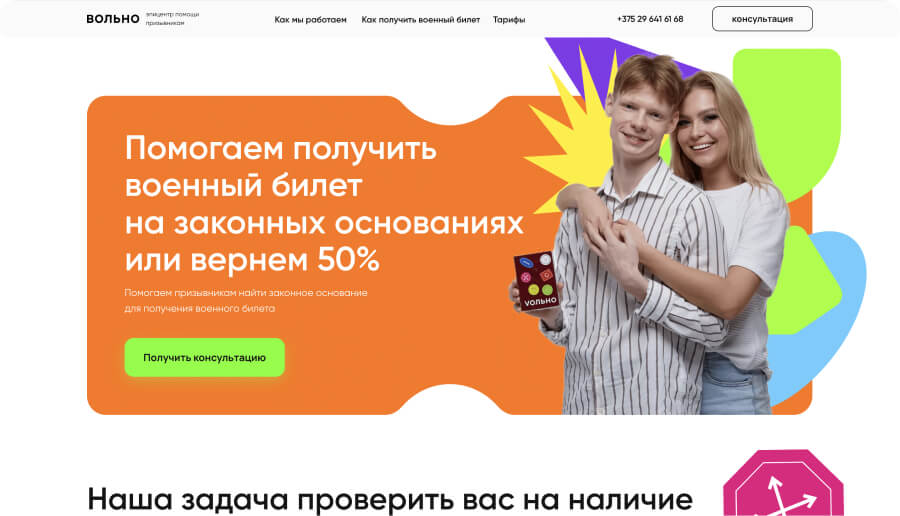 ВОЛЬНО
эпицентр помощи
призывникам
Как мы работаем
Как получить военный билет
Тарифы
+375 29 641 61 68
консультация
Помогаем получить
военный билет
на законных основаниях
или вернем 50%
Помогаем призывникам найти законное основание
для получения военного билета
Получить консультацию
VОЛЬНО
Наша задача проверить вас на наличие